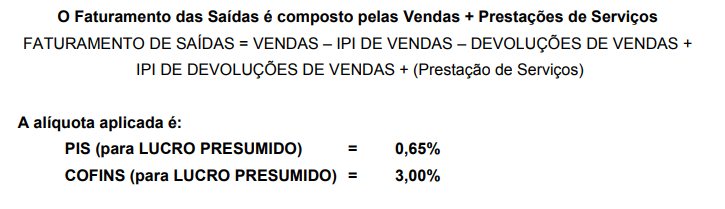 O Faturamento das Saídas é composto pelas Vendas + Prestações de Serviços
FATURAMENTO DE SAÍDAS = VENDAS – IPI DE VENDAS – DEVOLUÇÕES DE VENDAS +
IPI DE DEVOLUÇÕES DE VENDAS + (Prestação de Serviços)
A alíquota aplicada é:
PIS (para LUCRO PRESUMIDO) = 0,65%
COFINS (para LUCRO PRESUMIDO) = 3,00%